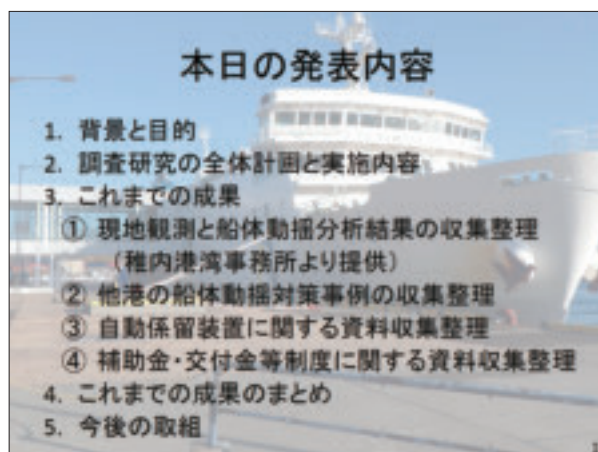 本日の発表内容
1. 背景と目的
2. 調査研究の全体計画と実施内容
3. これまでの成果
① 現地観測と船体動揺分析結果の収集整理
（稚内港湾事務所より提供）
② 他港の船体動揺対策事例の収集整理
③ 自動係留装置に関する資料収集整理
④ 補助金・交付金等制度に関する資料収集整理
4. これまでの成果のまとめ
5. 今後の取組